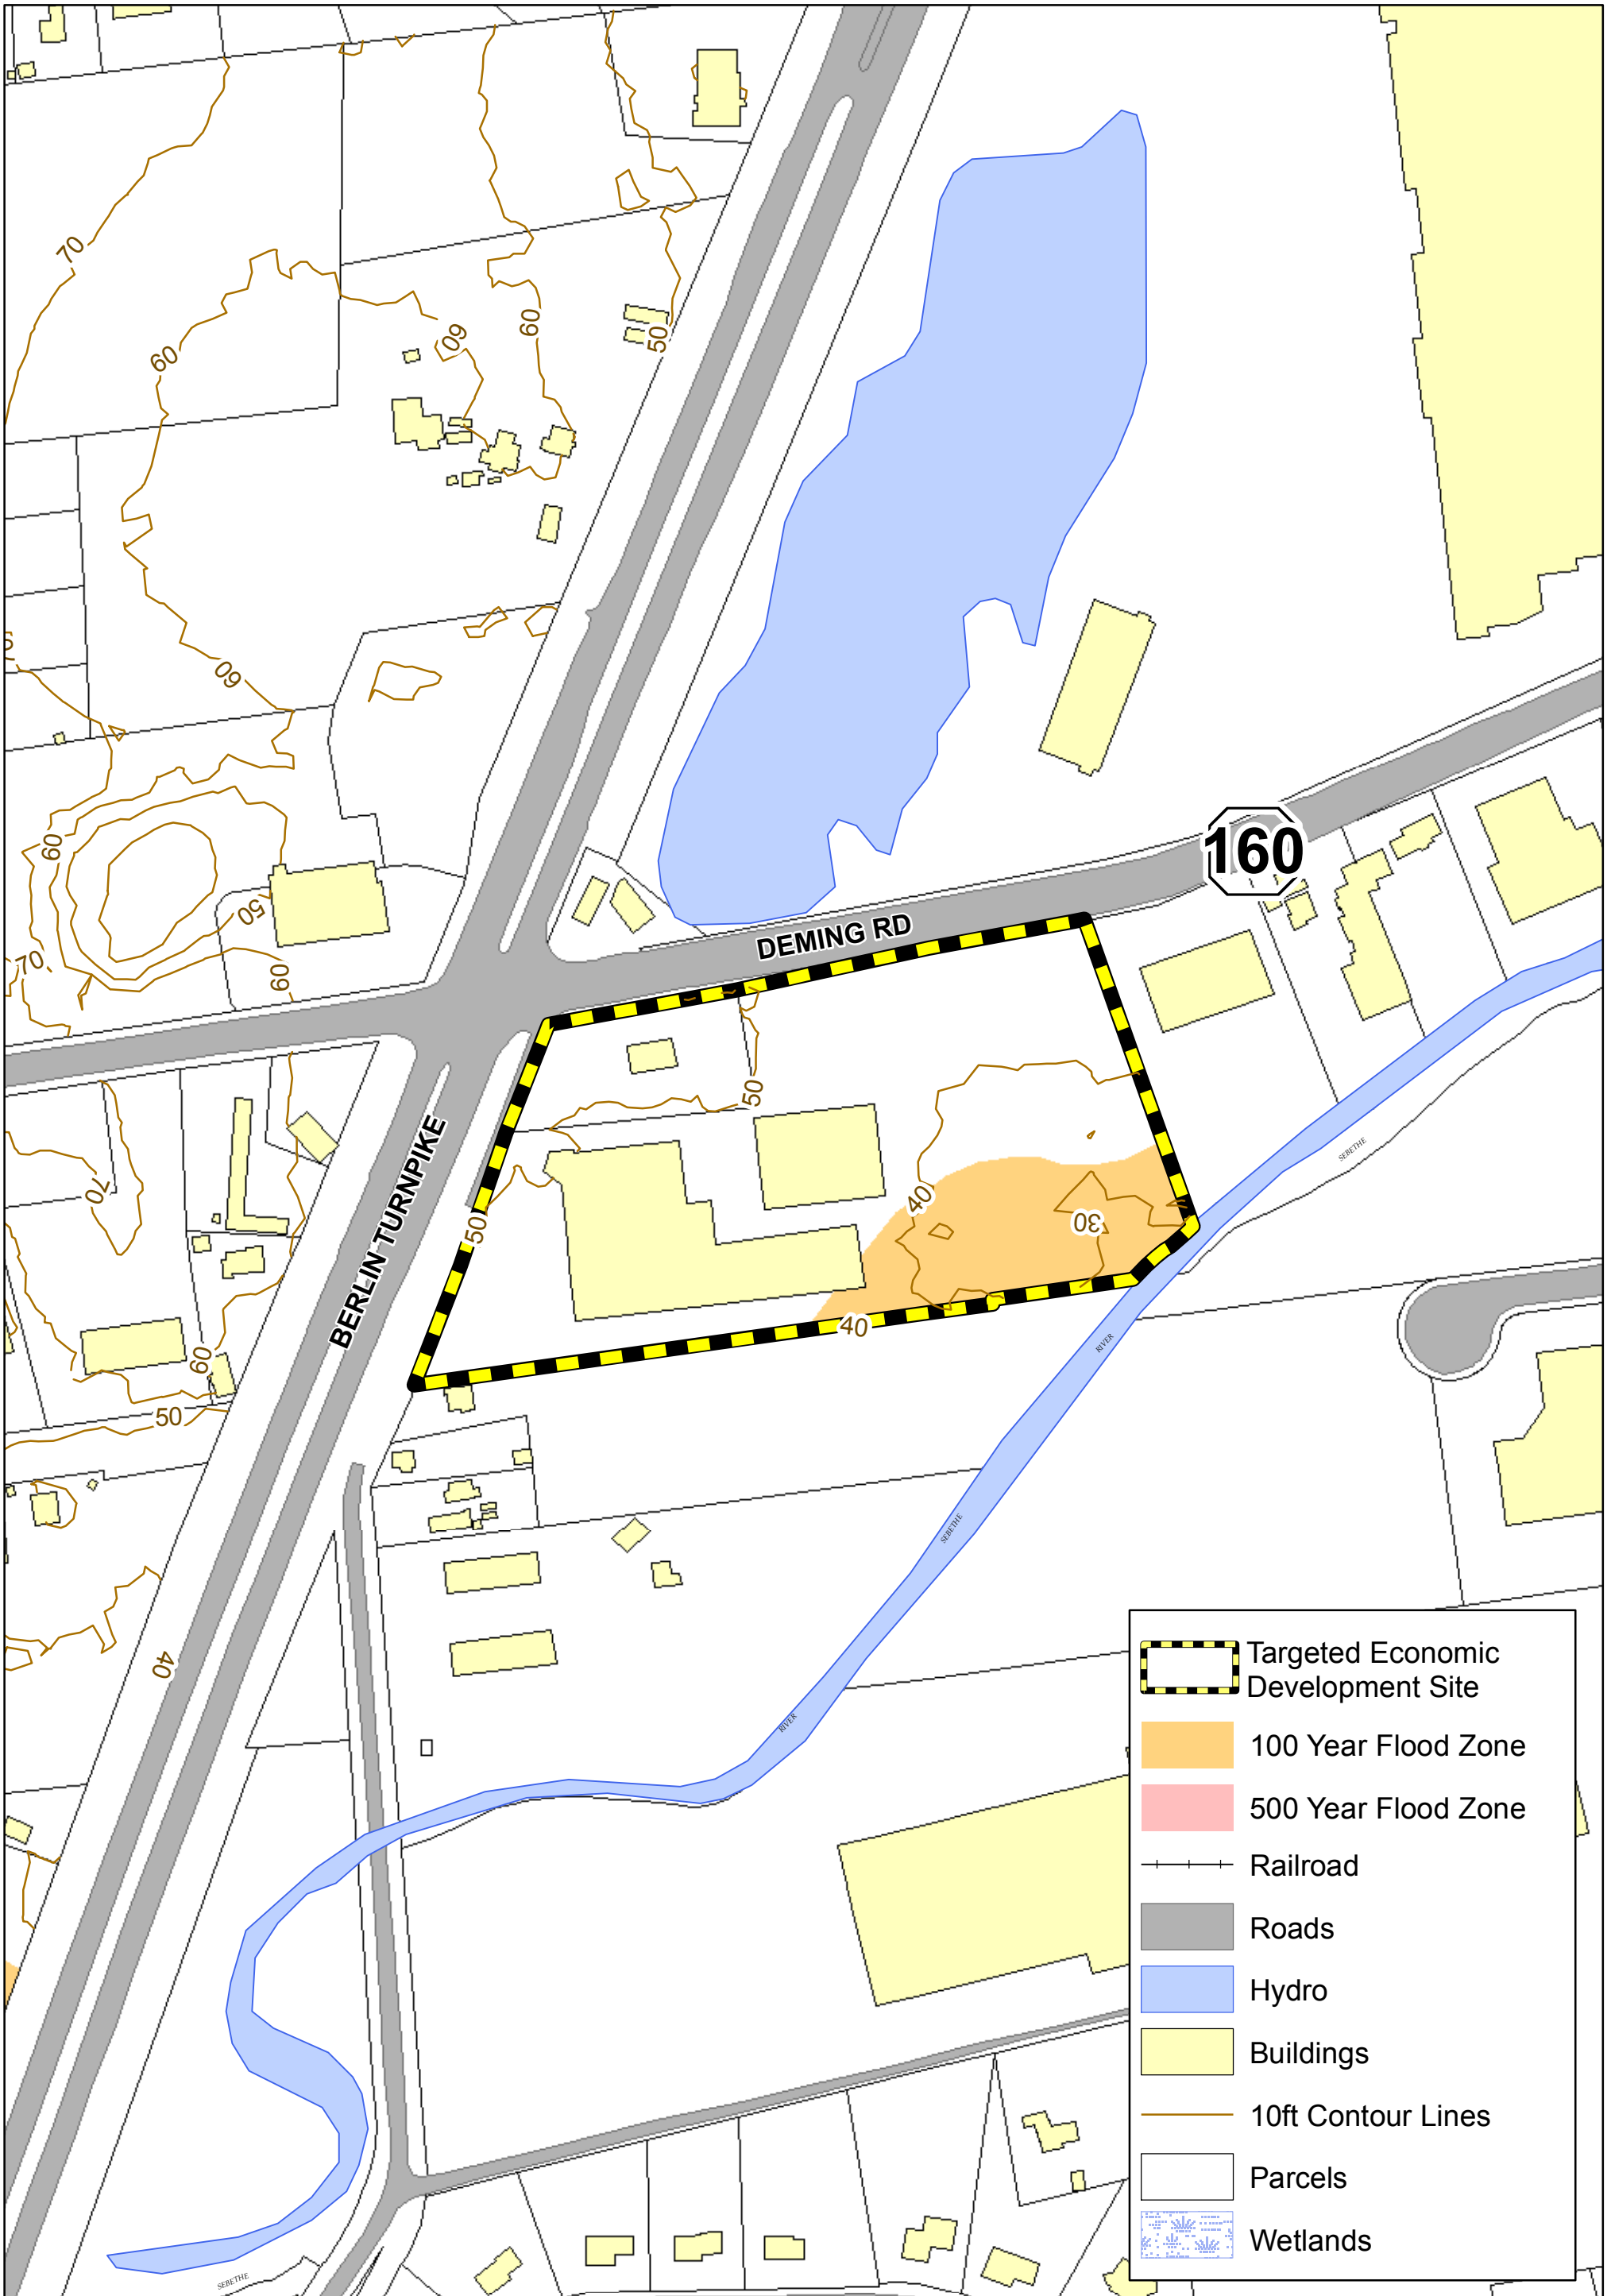 70
60
60
60
50
60
160
DEMING RD
60
50
70
60
50
50
BERLIN TURNPIKE
70
40
30
SEBETHE
40
RIVER
60
50
SEBETHE
40
RIVER
SEBETHE
Targeted Economic
Development Site
100 Year Flood Zone
500 Year Flood Zone
Railroad
Roads
Hydro
Buildings
10ft Contour Lines
Parcels
Wetlands